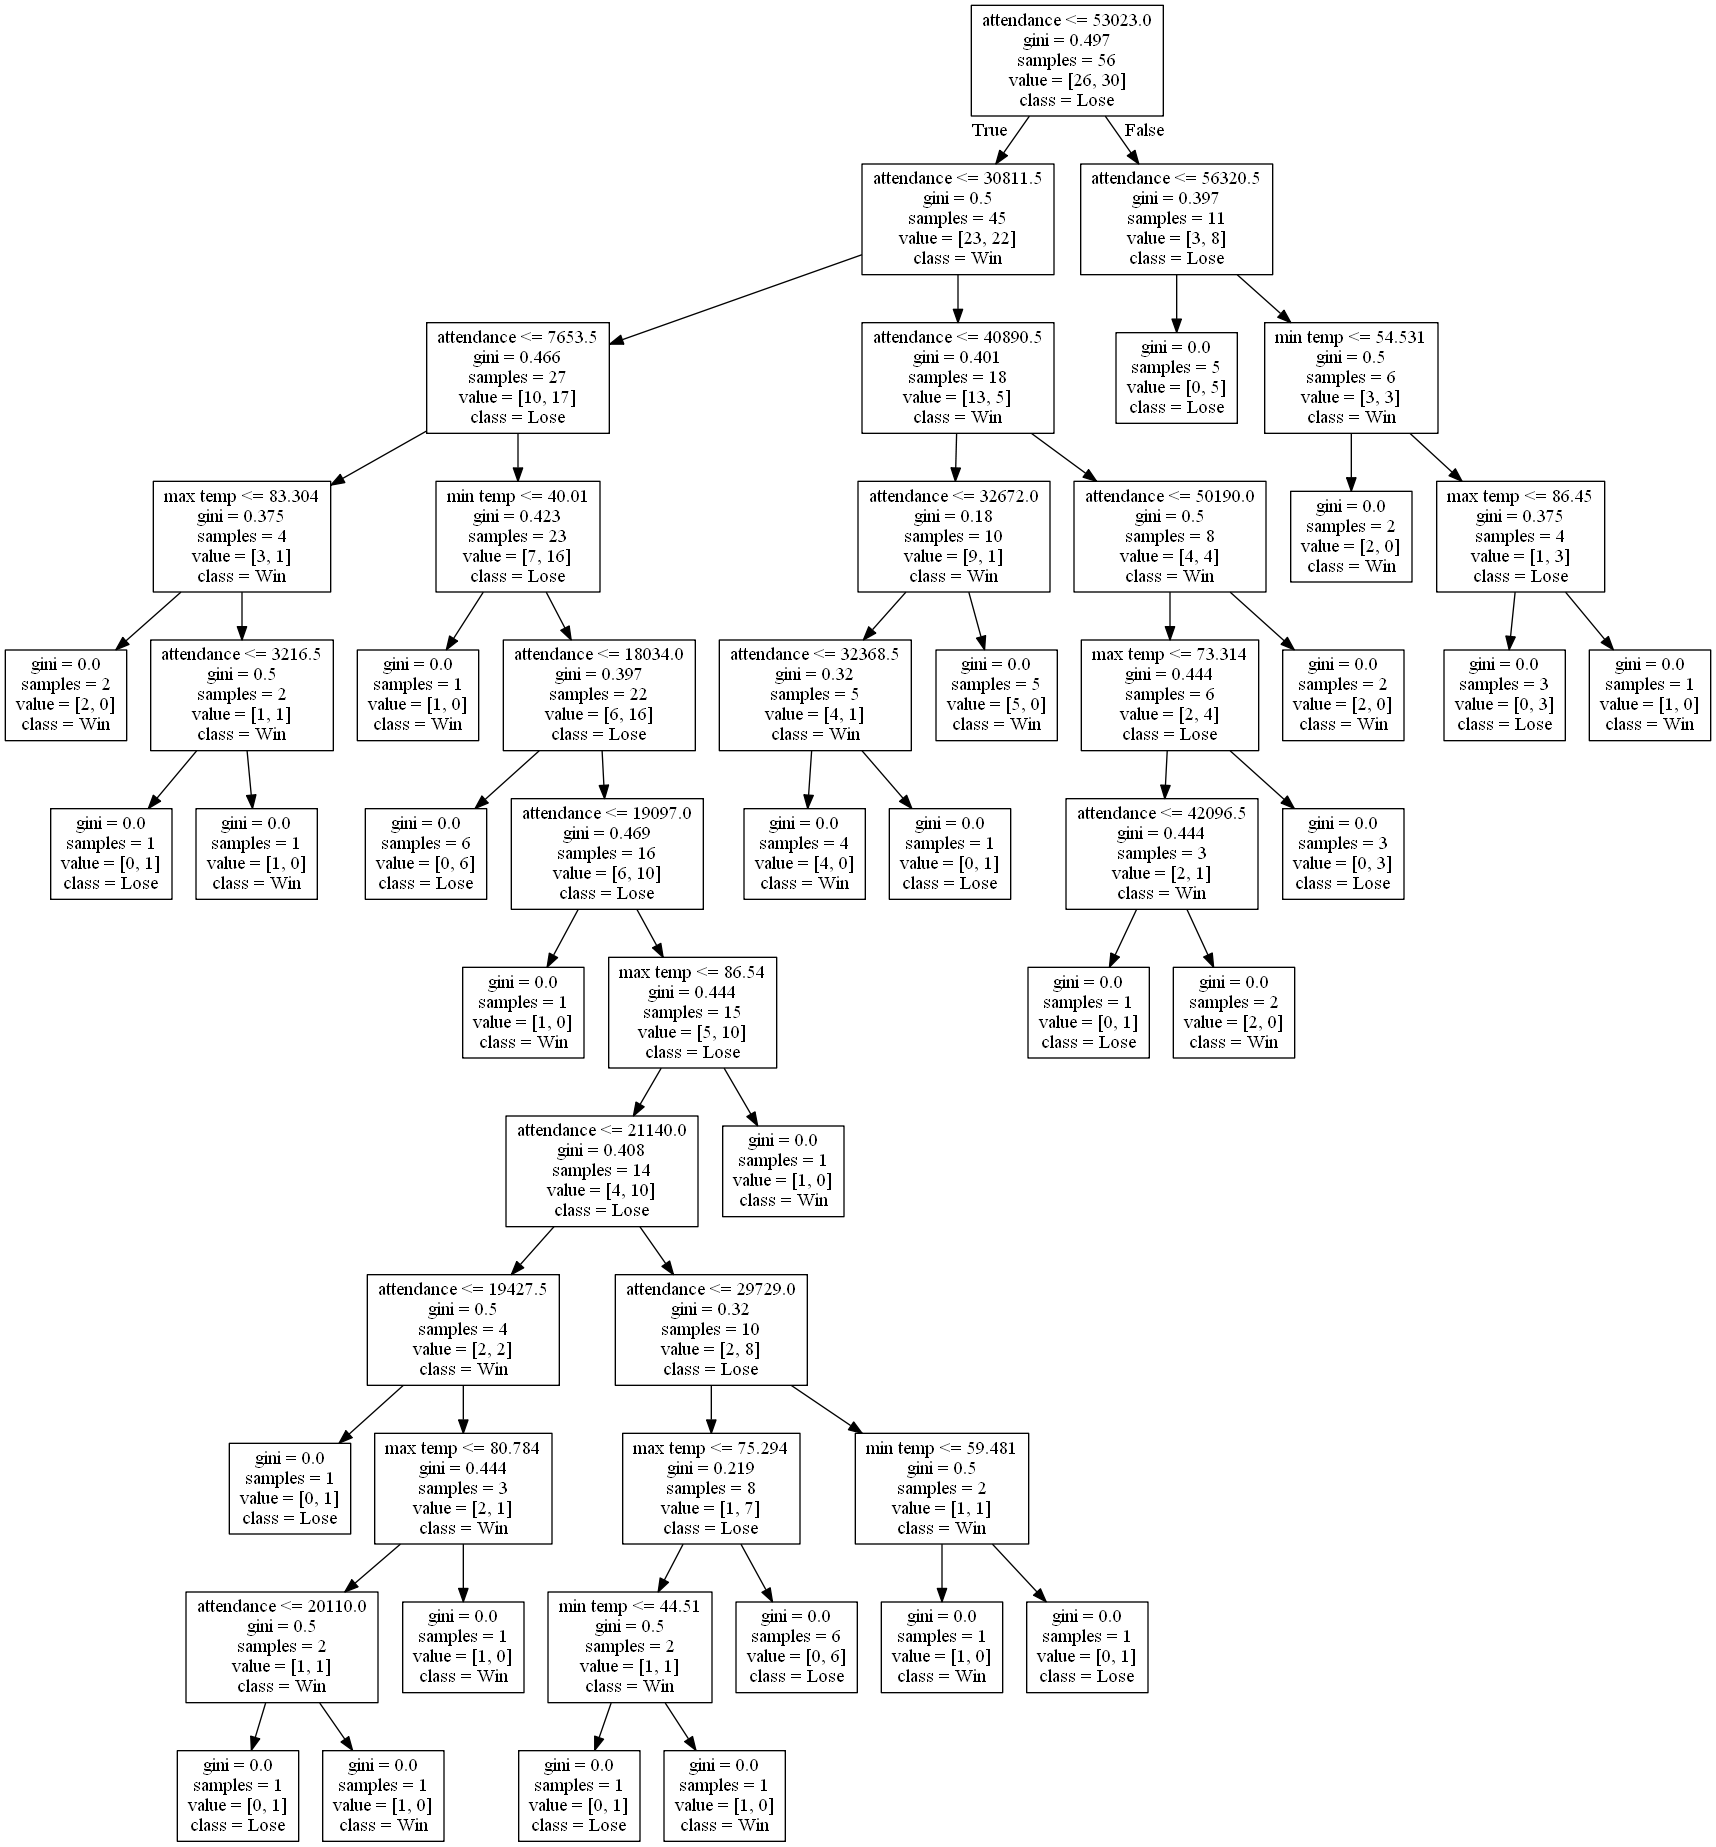 attendance <= 53023.0
gini = 0.497
samples = 56
value = [26, 30]
class = Lose
True
False
attendance <= 30811.5
gini = 0.5
samples = 45
value = [23, 22]
class = Win
attendance <= 56320.5
gini = 0.397
samples = 11
value = [3, 8]
class = Lose
attendance <= 7653.5
gini = 0.466
samples = 27
value = [10, 17]
class = Lose
attendance <= 40890.5
gini = 0.401
samples = 18
value = [13, 5]
class = Win
gini = 0.0
samples = 5
value = [0, 5]
class = Lose
min temp <= 54.531
gini = 0.5
samples = 6
value = [3, 3]
class = Win
max temp <= 83.304
gini = 0.375
samples = 4
value = [3, 1]
class = Win
min temp <= 40.01
gini = 0.423
samples = 23
value = [7, 16]
class = Lose
attendance <= 32672.0
gini = 0.18
samples = 10
value = [9, 1]
class = Win
attendance <= 50190.0
gini = 0.5
samples = 8
value = [4, 4]
class = Win
gini = 0.0
samples = 2
value = [2, 0]
class = Win
max temp <= 86.45
gini = 0.375
samples = 4
value = [1, 3]
class = Lose
gini = 0.0
samples = 2
value = [2, 0]
class = Win
attendance <= 3216.5
gini = 0.5
samples = 2
value = [1, 1]
class = Win
gini = 0.0
samples = 1
value = [1, 0]
class = Win
attendance <= 18034.0
gini = 0.397
samples = 22
value = [6, 16]
class = Lose
attendance <= 32368.5
gini = 0.32
samples = 5
value = [4, 1]
class = Win
gini = 0.0
samples = 5
value = [5, 0]
class = Win
max temp <= 73.314
gini = 0.444
samples = 6
value = [2, 4]
class = Lose
gini = 0.0
samples = 2
value = [2, 0]
class = Win
gini = 0.0
samples = 3
value = [0, 3]
class = Lose
gini = 0.0
samples = 1
value = [1, 0]
class = Win
gini = 0.0
samples = 1
value = [0, 1]
class = Lose
gini = 0.0
samples = 1
value = [1, 0]
class = Win
gini = 0.0
samples = 6
value = [0, 6]
class = Lose
attendance <= 19097.0
gini = 0.469
samples = 16
value = [6, 10]
class = Lose
gini = 0.0
samples = 4
value = [4, 0]
class = Win
gini = 0.0
samples = 1
value = [0, 1]
class = Lose
attendance <= 42096.5
gini = 0.444
samples = 3
value = [2, 1]
class = Win
gini = 0.0
samples = 3
value = [0, 3]
class = Lose
gini = 0.0
samples = 1
value = [1, 0]
class = Win
max temp <= 86.54
gini = 0.444
samples = 15
value = [5, 10]
class = Lose
gini = 0.0
samples = 1
value = [0, 1]
class = Lose
gini = 0.0
samples = 2
value = [2, 0]
class = Win
attendance <= 21140.0
gini = 0.408
samples = 14
value = [4, 10]
class = Lose
gini = 0.0
samples = 1
value = [1, 0]
class = Win
attendance <= 19427.5
gini = 0.5
samples = 4
value = [2, 2]
class = Win
attendance <= 29729.0
gini = 0.32
samples = 10
value = [2, 8]
class = Lose
gini = 0.0
samples = 1
value = [0, 1]
class = Lose
max temp <= 80.784
gini = 0.444
samples = 3
value = [2, 1]
class = Win
max temp <= 75.294
gini = 0.219
samples = 8
value = [1, 7]
class = Lose
min temp <= 59.481
gini = 0.5
samples = 2
value = [1, 1]
class = Win
attendance <= 20110.0
gini = 0.5
samples = 2
value = [1, 1]
class = Win
gini = 0.0
samples = 1
value = [1, 0]
class = Win
min temp <= 44.51
gini = 0.5
samples = 2
value = [1, 1]
class = Win
gini = 0.0
samples = 6
value = [0, 6]
class = Lose
gini = 0.0
samples = 1
value = [1, 0]
class = Win
gini = 0.0
samples = 1
value = [0, 1]
class = Lose
gini = 0.0
samples = 1
value = [0, 1]
class = Lose
gini = 0.0
samples = 1
value = [1, 0]
class = Win
gini = 0.0
samples = 1
value = [0, 1]
class = Lose
gini = 0.0
samples = 1
value = [1, 0]
class = Win